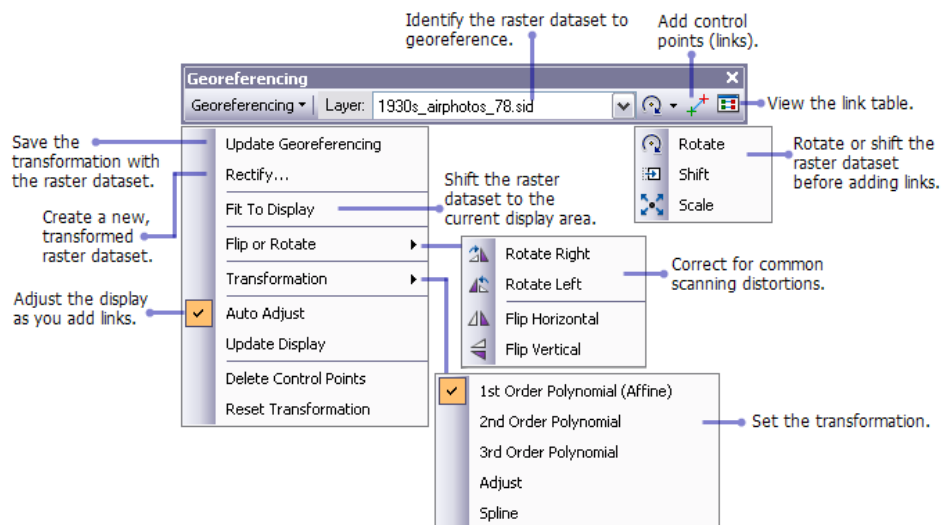 Identify the raster dataset to
georeference.
Add control
points (links).
Georeferencing
Georeferencing
Layer:
1930s_airphotos_78.sid
View the link table.
Save the
transformation with
the raster dataset.
Create a new,
transformed
raster dataset.
Adjust the display
as you add links.
Update Georeferencing
Rectify...
Fit To Display
Flip or Rotate
Transformation
Auto Adjust
Update Display
Delete Control Points
Reset Transformation
Shift the raster
dataset to the
current display area.
Rotate
Shift
Scale
Rotate or shift the
raster dataset
before adding links.
Rotate Right
Rotate Left
Flip Horizontal
Flip Vertical
Correct for common
scanning distortions.
1st Order Polynomial (Affine)
2nd Order Polynomial
3rd Order Polynomial
Adjust
Spline
Set the transformation.